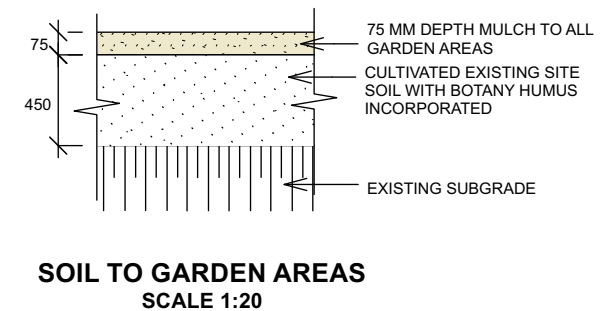 75
75 MM DEPTH MULCH TO ALL
GARDEN AREAS
450
CULTIVATED EXISTING SITE
SOIL WITH BOTANY HUMUS
INCORPORATED
EXISTING SUBGRADE
SOIL TO GARDEN AREAS
SCALE 1:20